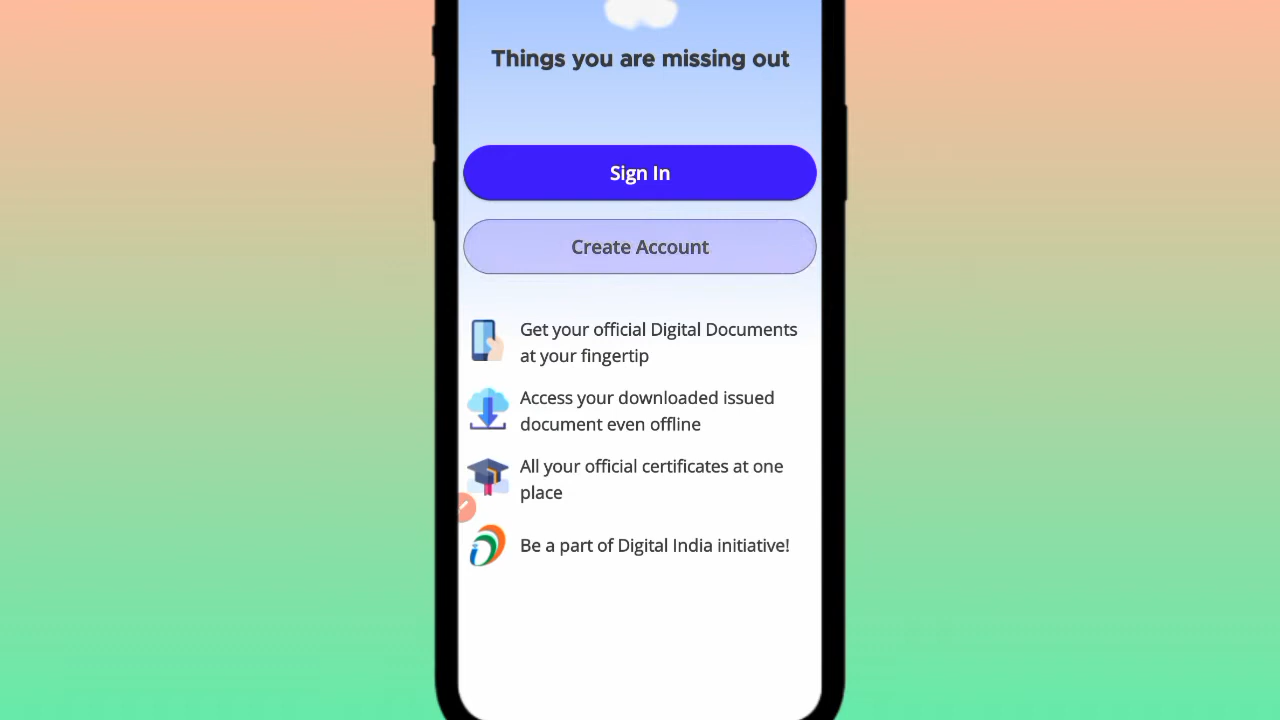 Things you are missing out
Sign In
Create Account
Get your official Digital Documents
at your fingertip
Access your downloaded issued
document even offline
All your official certificates at one
place
Be a part of Digital India initiative!